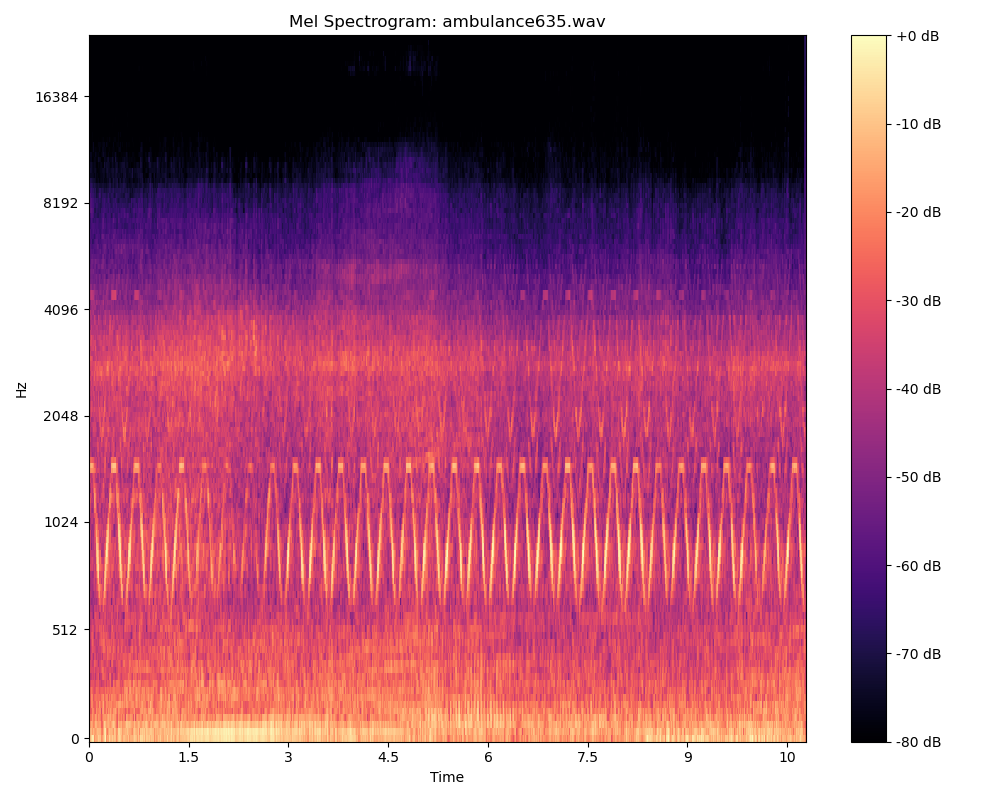 Mel Spectrogram: ambulance635.wav
+0 dB
16384
-10 dB
8192
-20 dB
4096
-30 dB
Hz
2048
-40 dB
1024
-50 dB
512
-60 dB
-70 dB
0
-80 dB
0 1.5 3 4.5 6 7.5 9 10
Time